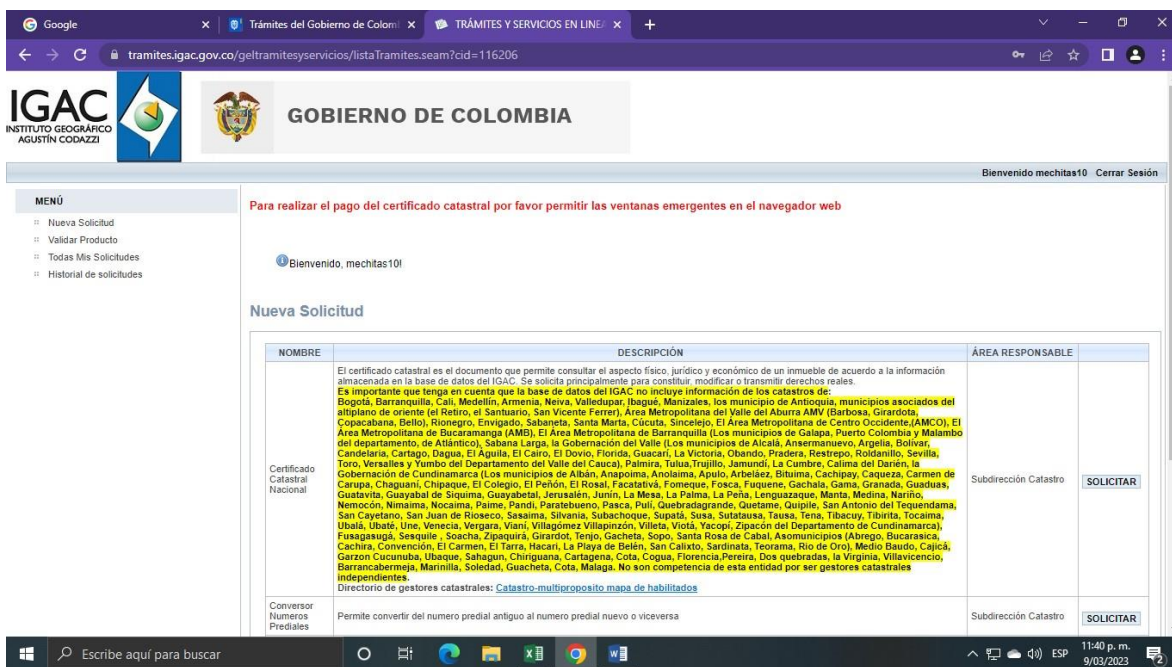 Google
Trámites del Gobierno de Colom
TRÁMITES Y SERVICIOS EN LINEA
tramites.igac.gov.co/geltramitesyservicios/listaTramites.seam?cid=116206
IGAC
INSTITUTO GEOGRÁFICO
AGUSTÍN CODAZZI
GOBIERNO DE COLOMBIA
Bienvenido mechitas10 Cerrar Sesión
MENÚ
Nueva Solicitud
Validar Producto
Todas Mis Solicitudes
Historial de solicitudes
Para realizar el pago del certificado catastral por favor permitir las ventanas emergentes en el navegador web
Bienvenido, mechitas10!
Nueva Solicitud
NOMBRE DESCRIPCIÓN ÁREA RESPONSABLE
Certificado
Catastral
Nacional
El certificado catastral es el documento que permite consultar el aspecto físico, jurídico y económico de un inmueble de acuerdo a la información
almacenada en la base de datos del IGAC. Se solicita principalmente para constituir, modificar o transmitir derechos reales.
Es importante que tenga en cuenta que la base de datos del IGAC no incluye información de los catastros de:
Bogotá, Barranquilla, Cali, Medellín, Armenia, Neiva, Valledupar, Ibagué, Manizales, los municipio de Antioquia, municipios asociados del
altiplano de oriente (el Retiro, el Santuario, San Vicente Ferrer), Área Metropolitana del Valle del Aburra AMV (Barbosa, Girardota,
Copacabana, Bello), Rionegro, Envigado, Sabaneta, Santa Marta, Cúcuta, Sincelejo, El Área Metropolitana de Centro Occidente,(AMCO), El
Área Metropolitana de Bucaramanga (AMB), El Área Metropolitana de Barranquilla (Los municipios de Galapa, Puerto Colombia y Malambo
del departamento, de Atlántico), Sabana Larga, la Gobernación del Valle (Los municipios de Alcalá, Ansermanuevo, Argelia, Bolívar,
Candelaria, Cartago, Dagua, El Águila, El Cairo, El Dovio, Florida, Guacarí, La Victoria, Obando, Pradera, Restrepo, Roldanillo, Sevilla,
Toro, Versalles y Yumbo del Departamento del Valle del Cauca), Palmira, Tulua,Trujillo, Jamundí, La Cumbre, Calima del Darién, la
Gobernación de Cundinamarca (Los municipios de Albán, Anapoima, Anolaima, Apulo, Arbeláez, Bituima, Cachipay, Caqueza, Carmen de
Carupa, Chaguaní, Chipaque, El Colegio, El Peñón, El Rosal, Facatativá, Fomeque, Fosca, Fuquene, Gachala, Gama, Granada, Guaduas,
Guatavita, Guayabal de Siquima, Guayabetal, Jerusalén, Junín, La Mesa, La Palma, La Peña, Lenguazaque, Manta, Medina, Nariño,
Nemocón, Nimaima, Nocaima, Paime, Pandi, Paratebueno, Pasca, Pulí, Quebradagrande, Quetame, Quipile, San Antonio del Tequendama,
San Cayetano, San Juan de Rioseco, Sasaima, Silvania, Subachoque, Supatá, Susa, Sutatausa, Tausa, Tena, Tibacuy, Tibirita, Tocaima,
Ubalá, Ubaté, Une, Venecia, Vergara, Vianí, Villagómez Villapinzón, Villeta, Viotá, Yacopí, Zipacón del Departamento de Cundinamarca),
Fusagasugá, Sesquile , Soacha, Zipaquirá, Girardot, Tenjo, Gacheta, Sopo, Santa Rosa de Cabal, Asomunicipios (Abrego, Bucarasica,
Cachira, Convención, El Carmen, El Tarra, Hacari, La Playa de Belén, San Calixto, Sardinata, Teorama, Rio de Oro), Medio Baudo, Cajicá,
Garzon Cucunuba, Ubaque, Sahagun, Chiriguana, Cartagena, Cota, Cogua, Florencia,Pereira, Dos quebradas, la Virginia, Villavicencio,
Barrancabermeja, Marinilla, Soledad, Guacheta, Cota, Malaga. No son competencia de esta entidad por ser gestores catastrales
independientes.
Directorio de gestores catastrales: Catastro-multiproposito mapa de habilitados
Subdirección Catastro
SOLICITAR
Conversor
Numeros
Prediales
Permite convertir del numero predial antiguo al numero predial nuevo o viceversa
Subdirección Catastro
SOLICITAR
Escribe aquí para buscar
ESP
11:40 p. m.
9/03/2023